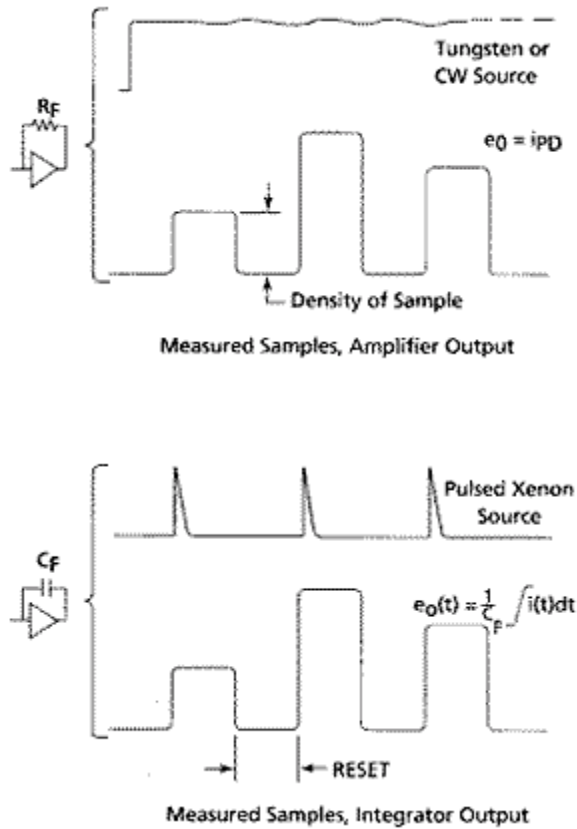 Tungsten or
CW Source
RF
e0 = iPD
Density of Sample
Measured Samples, Amplifier Output
Pulsed Xenon
Source
CF
eo(t) = 1/CF ∫i(t)dt
RESET
Measured Samples, Integrator Output